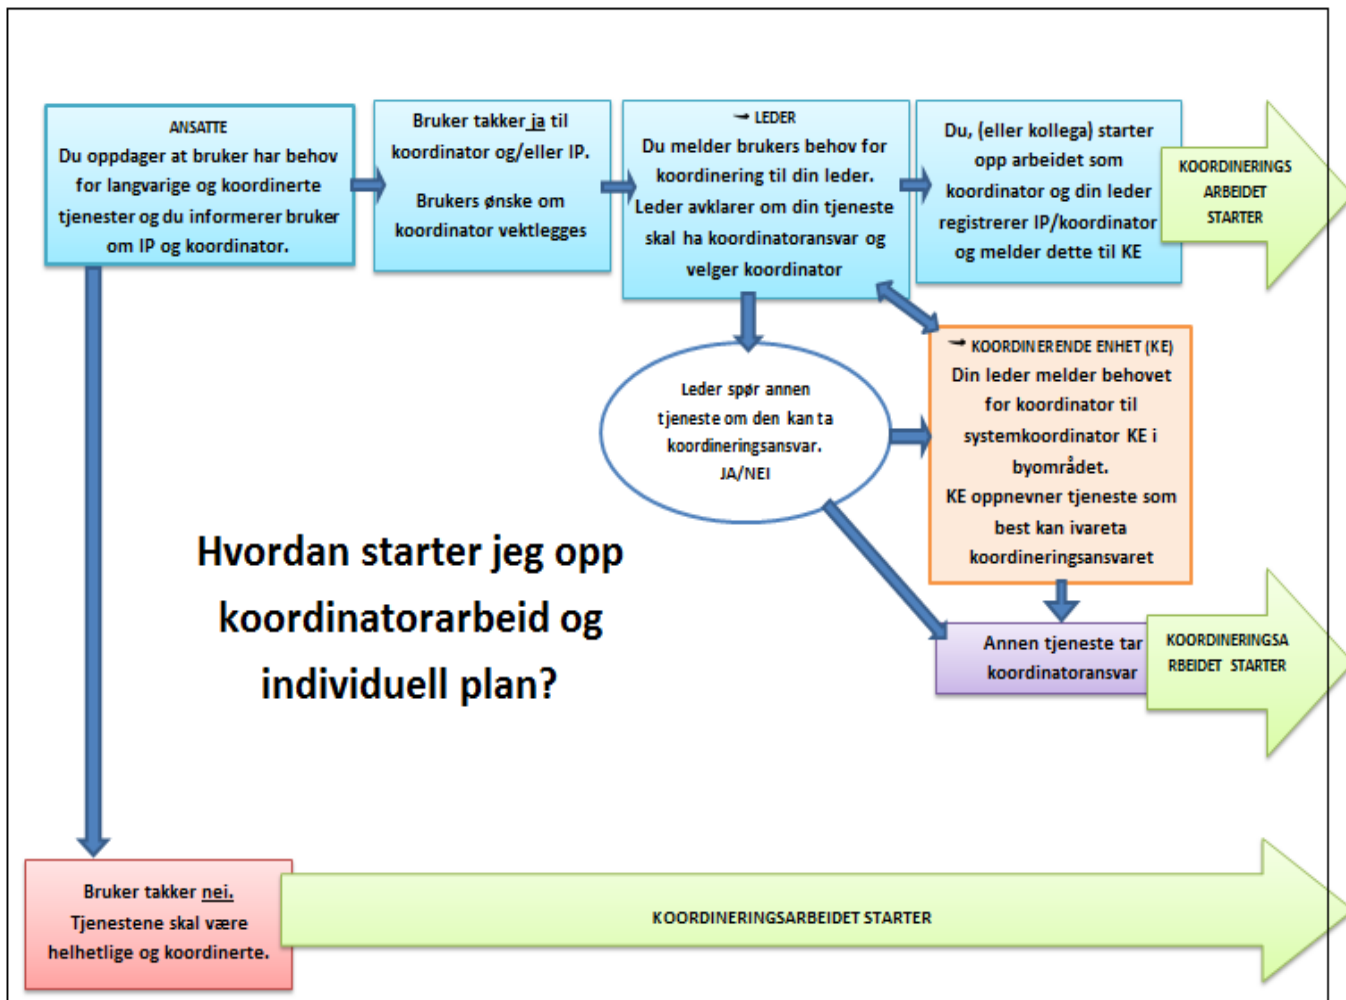 ANSATTE
Du oppdager at bruker har behov
for langvarige og koordinerte
tjenester og du informerer bruker
om IP og koordinator.
Bruker takker ja til
koordinator og/eller IP.
Brukers ønske om
koordinator vektlegges
→ LEDER
Du melder brukers behov for
koordinering til din leder.
Leder avklarer om din tjeneste
skal ha koordinatoransvar og
velger koordinator
Du, (eller kollega) starter
opp arbeidet som
koordinator og din leder
registrerer IP/koordinator
og melder dette til KE
KOORDINERINGS
ARBEIDET
STARTER
Leder spør annen
tjeneste om den kan ta
koordineringsansvar.
JA/NEI
→ KOORDINERENDE ENHET (KE)
Din leder melder behovet
for koordinator til
systemkoordinator KE i
byområdet.
KE oppnevner tjeneste som
best kan ivareta
koordineringsansvaret
Hvordan starter jeg opp
koordinatorarbeid og
individuell plan?
Annen tjeneste tar
koordinatoransvar
KOORDINERINGSA
RBEIDET STARTER
Bruker takker nei.
Tjenestene skal være
helhetlige og koordinerte.
KOORDINERINGSARBEIDET STARTER